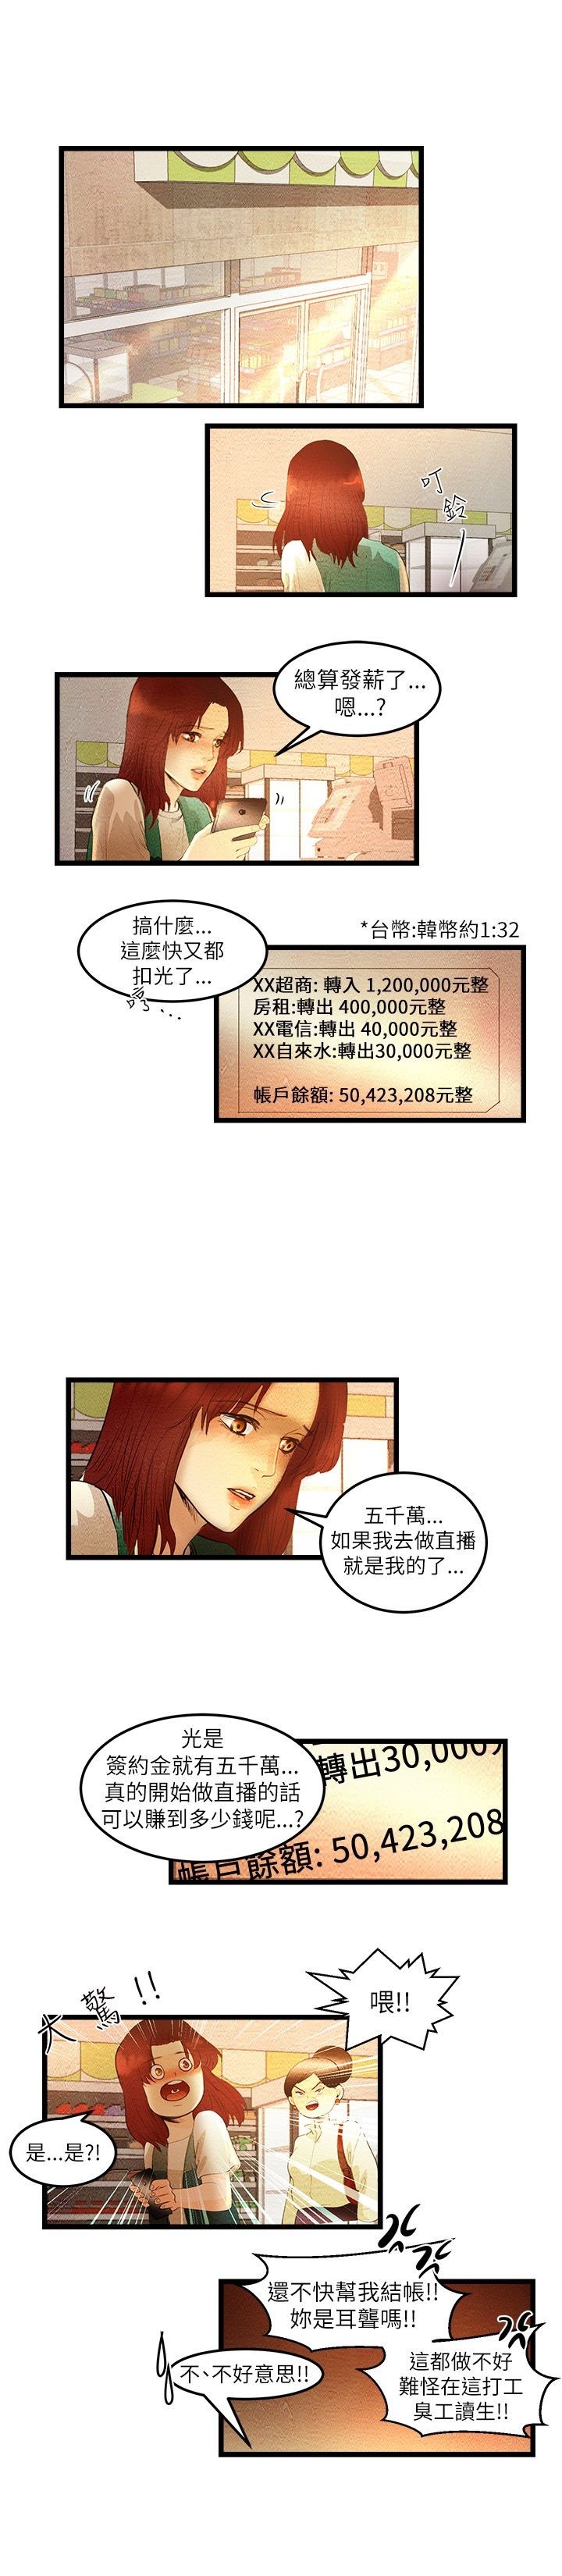 叮
鈴
總算發薪了...
嗯...?
搞什麼...
這麼快又都
扣光了...
*台幣:韓幣約1:32
XX超商: 轉入 1,200,000元整
房租:轉出 400,000元整
XX電信:轉出 40,000元整
XX自來水:轉出30,000元整
帳戶餘額: 50,423,208元整
五千萬...
如果我去做直播
就是我的了...
光是
簽約金就有五千萬...
真的開始做直播的話
可以賺到多少錢呢...?
轉出30,000元
帳戶餘額: 50,423,208
大驚!!
喂!!
是...是?!
還不快幫我結帳!!
妳是耳聾嗎!!
不、不好意思!!
這都做不好
難怪在這打工
臭工讀生!!